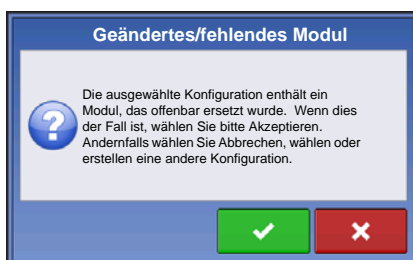 Geändertes/fehlendes Modul
Die ausgewählte Konfiguration enthält ein
Modul, das offenbar ersetzt wurde. Wenn dies
der Fall ist, wählen Sie bitte Akzeptieren.
Andernfalls wählen Sie Abbrechen, wählen oder
erstellen eine andere Konfiguration.